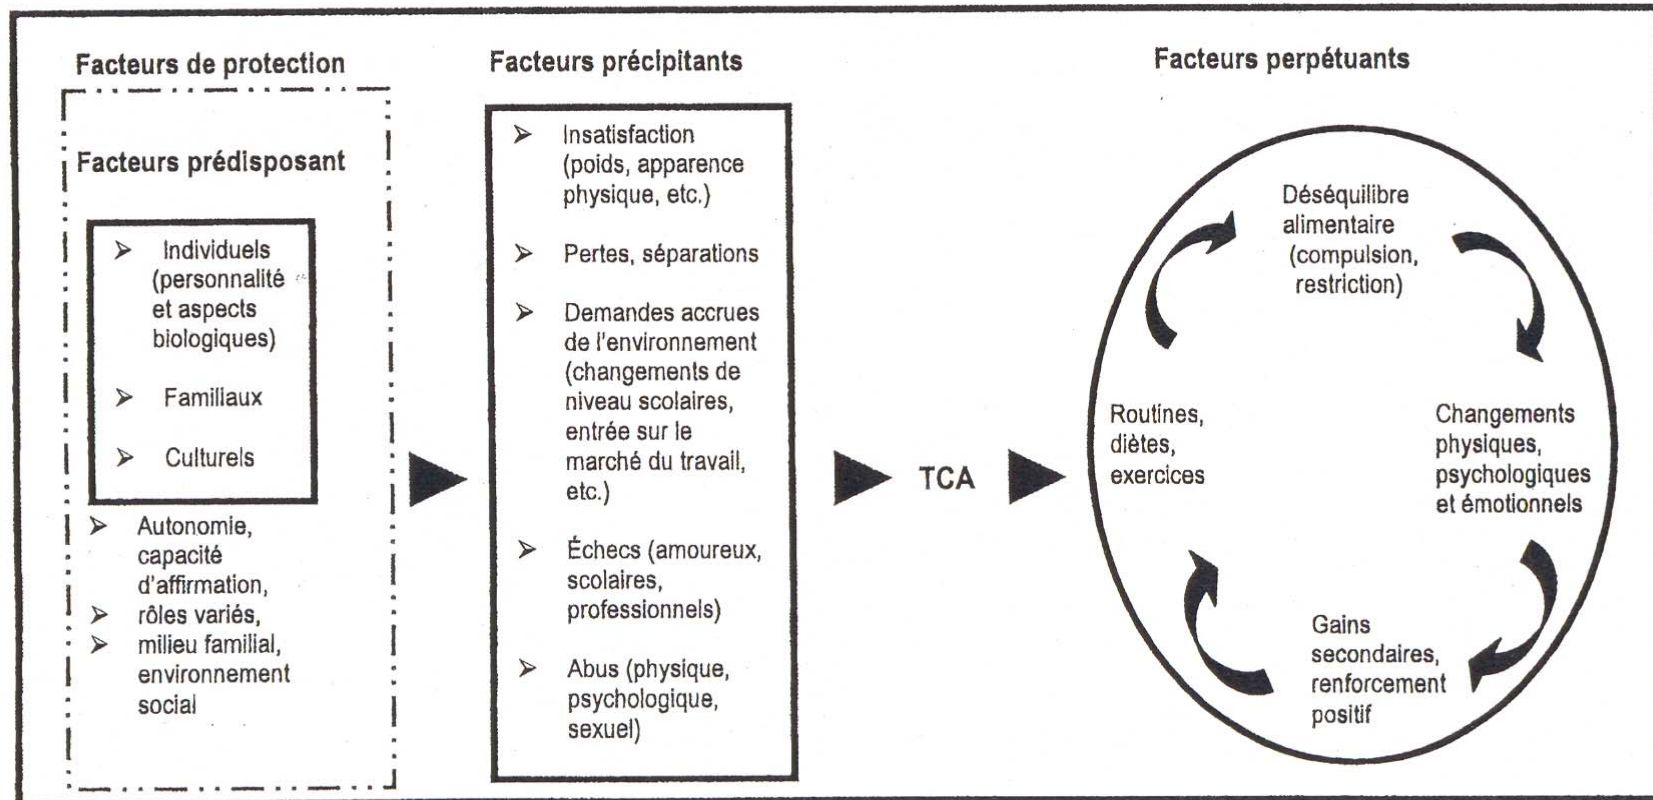 Facteurs de protection
Facteurs prédisposant
➢ Individuels
(personnalité
et aspects
biologiques)
➢ Familiaux
➢ Culturels
➢ Autonomie,
capacité
d'affirmation,
➢ rôles variés,
➢ milieu familial,
environnement
social
Facteurs précipitants
➢ Insatisfaction
(poids, apparence
physique, etc.)
➢ Pertes, séparations
➢ Demandes accrues
de l'environnement
(changements de
niveau scolaires,
entrée sur le
marché du travail,
etc.)
➢ Échecs (amoureux,
scolaires,
professionnels)
➢ Abus (physique,
psychologique,
sexuel)
TCA
Facteurs perpétuants
Déséquilibre
alimentaire
(compulsion,
restriction)
Changements
physiques,
psychologiques
et émotionnels
Gains
secondaires,
renforcement
positif
Routines,
diètes,
exercices